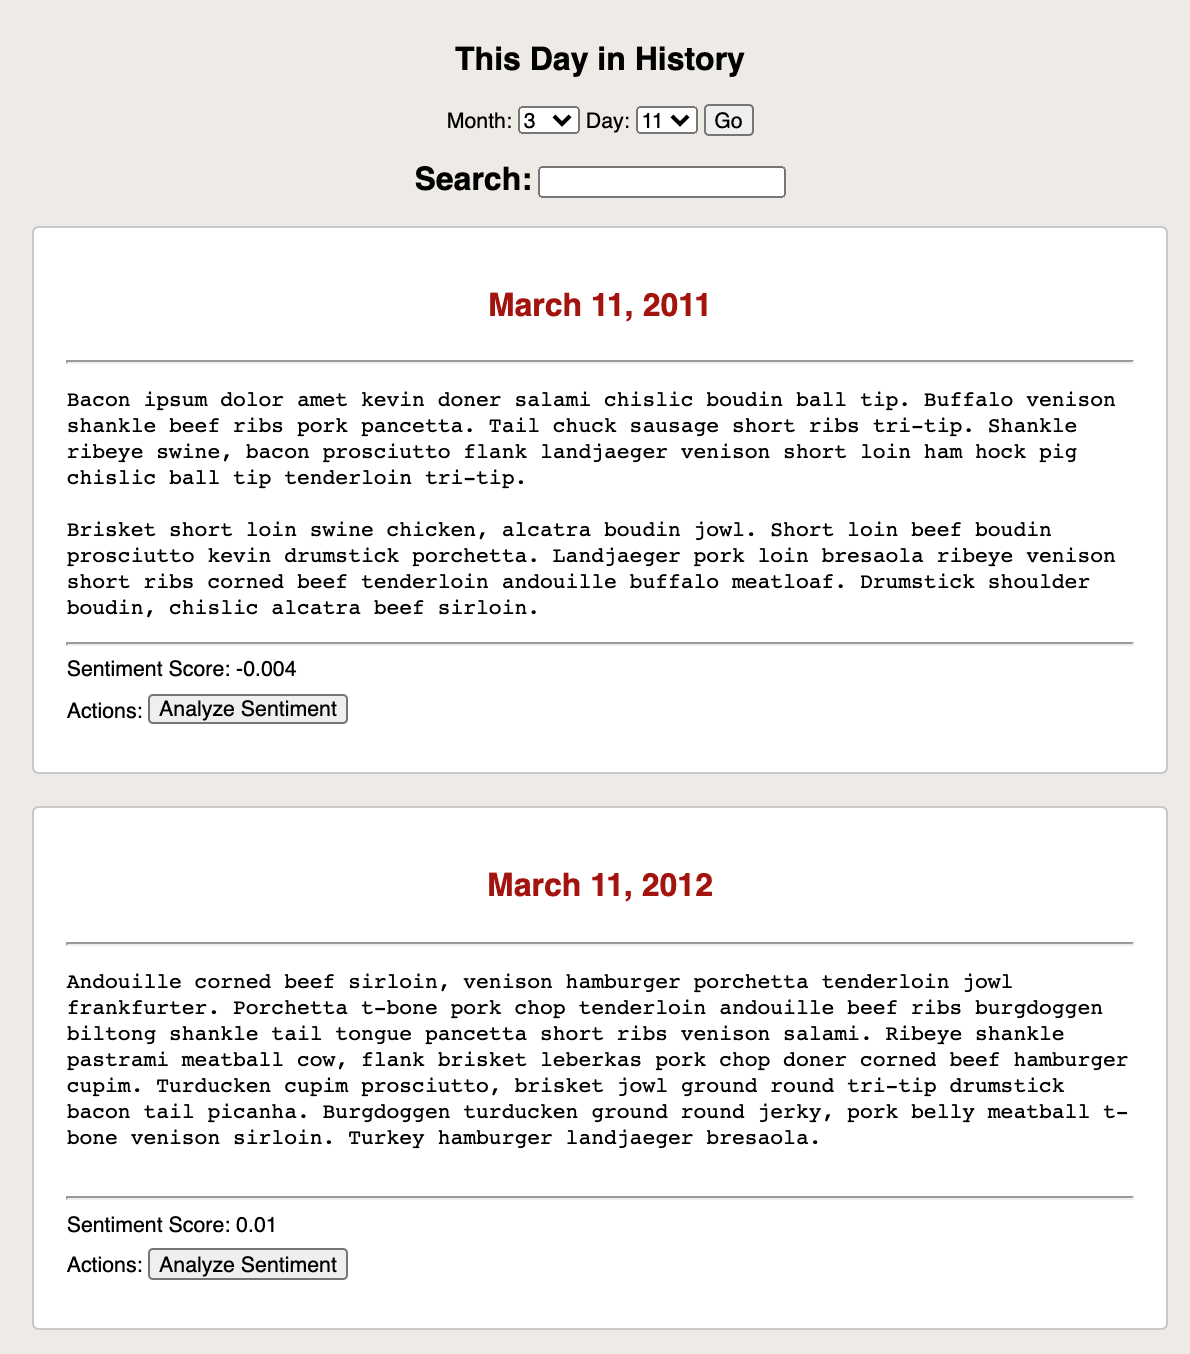 This Day in History
Month: 3 Day: 11 Go
Search:
March 11, 2011
Bacon ipsum dolor amet kevin doner salami chislic boudin ball tip. Buffalo venison
shankle beef ribs pork pancetta. Tail chuck sausage short ribs tri-tip. Shankle
ribeye swine, bacon prosciutto flank landjaeger venison short loin ham hock pig
chislic ball tip tenderloin tri-tip.
Brisket short loin swine chicken, alcatra boudin jowl. Short loin beef boudin
prosciutto kevin drumstick porchetta. Landjaeger pork loin bresaola ribeye venison
short ribs corned beef tenderloin andouille buffalo meatloaf. Drumstick shoulder
boudin, chislic alcatra beef sirloin.
Sentiment Score: -0.004
Actions: Analyze Sentiment
March 11, 2012
Andouille corned beef sirloin, venison hamburger porchetta tenderloin jowl
frankfurter. Porchetta t-bone pork chop tenderloin andouille beef ribs burgdoggen
biltong shankle tail tongue pancetta short ribs venison salami. Ribeye shankle
pastrami meatball cow, flank brisket leberkas pork chop doner corned beef hamburger
cupim. Turducken cupim prosciutto, brisket jowl ground round tri-tip drumstick
bacon tail picanha. Burgdoggen turducken ground round jerky, pork belly meatball t-
bone venison sirloin. Turkey hamburger landjaeger bresaola.
Sentiment Score: 0.01
Actions: Analyze Sentiment